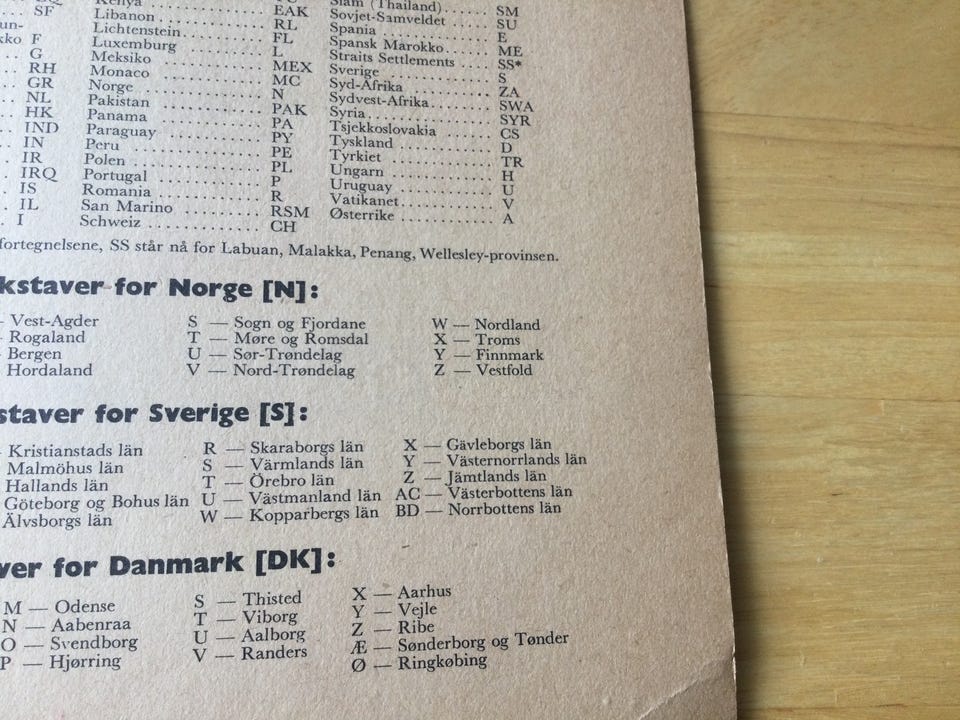 Kenya EAK Siam (Thailand) SM
SF Libanon RL Sovjet-Samveldet SU
Lichtenstein FL Spania E
F Luxemburg L Spansk Marokko ME
G Meksiko MEX Straits Settlements SS*
RH Monaco MC Sverige S
GR Norge N Syd-Afrika ZA
NL Pakistan PAK Sydvest-Afrika SWA
HK Panama PA Syria SYR
IND Paraguay PY Tsjekkoslovakia CS
IN Peru PE Tyskland D
IR Polen PL Tyrkiet TR
IRQ Portugal P Ungarn H
IS Romania R Uruguay U
IL San Marino RSM Vatikanet V
I Schweiz CH Østerrike A
fortegnelsene, SS står nå for Labuan, Malakka, Penang, Wellesley-provinsen.
kstaver for Norge [N]:
— Vest-Agder S — Sogn og Fjordane W — Nordland
Rogaland T — Møre og Romsdal X — Troms
Bergen U — Sør-Trøndelag Y — Finnmark
Hordaland V — Nord-Trøndelag Z — Vestfold
staver for Sverige [S]:
Kristianstads län R — Skaraborgs län X — Gävleborgs län
Malmöhus län S — Värmlands län Y — Västernorrlands län
Hallands län T — Örebro län Z — Jämtlands län
Göteborg og Bohus län U — Västmanland län AC — Västerbottens län
Älvsborgs län W — Kopparbergs län BD — Norrbottens län
ver for Danmark [DK]:
M — Odense S — Thisted X — Aarhus
N — Aabenraa T — Viborg Y — Vejle
O — Svendborg U — Aalborg Z — Ribe
P — Hjørring V — Randers Æ — Sønderborg og Tønder
Ø — Ringkøbing